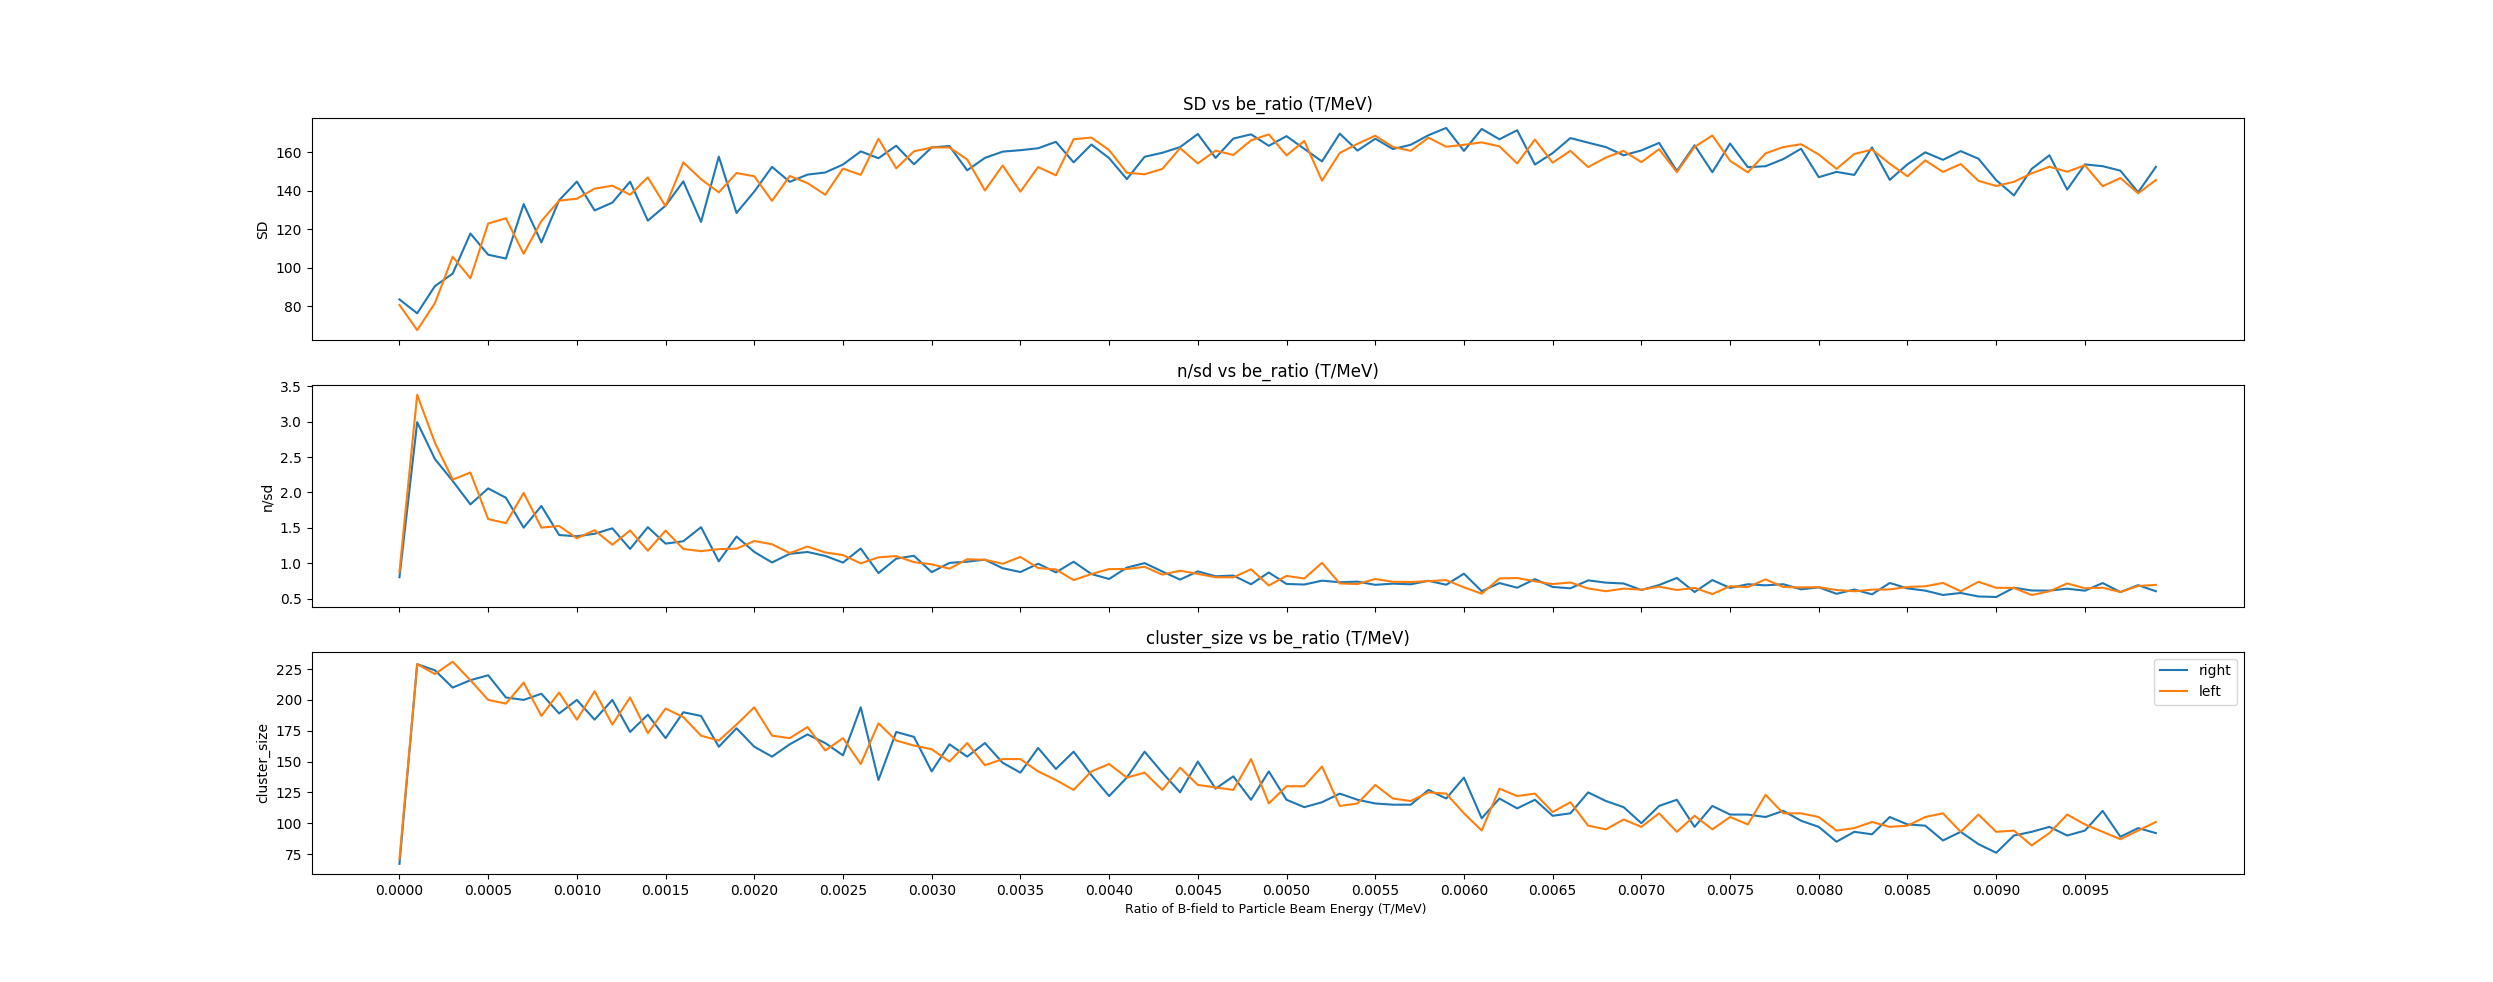 SD vs be_ratio (T/MeV)
160
140
120
100
80
SD
n/sd vs be_ratio (T/MeV)
3.5
3.0
2.5
2.0
1.5
1.0
0.5
n/sd
cluster_size vs be_ratio (T/MeV)
225
200
175
150
125
100
75
cluster_size
right
left
0.0000 0.0005 0.0010 0.0015 0.0020 0.0025 0.0030 0.0035 0.0040 0.0045 0.0050 0.0055 0.0060 0.0065 0.0070 0.0075 0.0080 0.0085 0.0090 0.0095
Ratio of B-field to Particle Beam Energy (T/MeV)